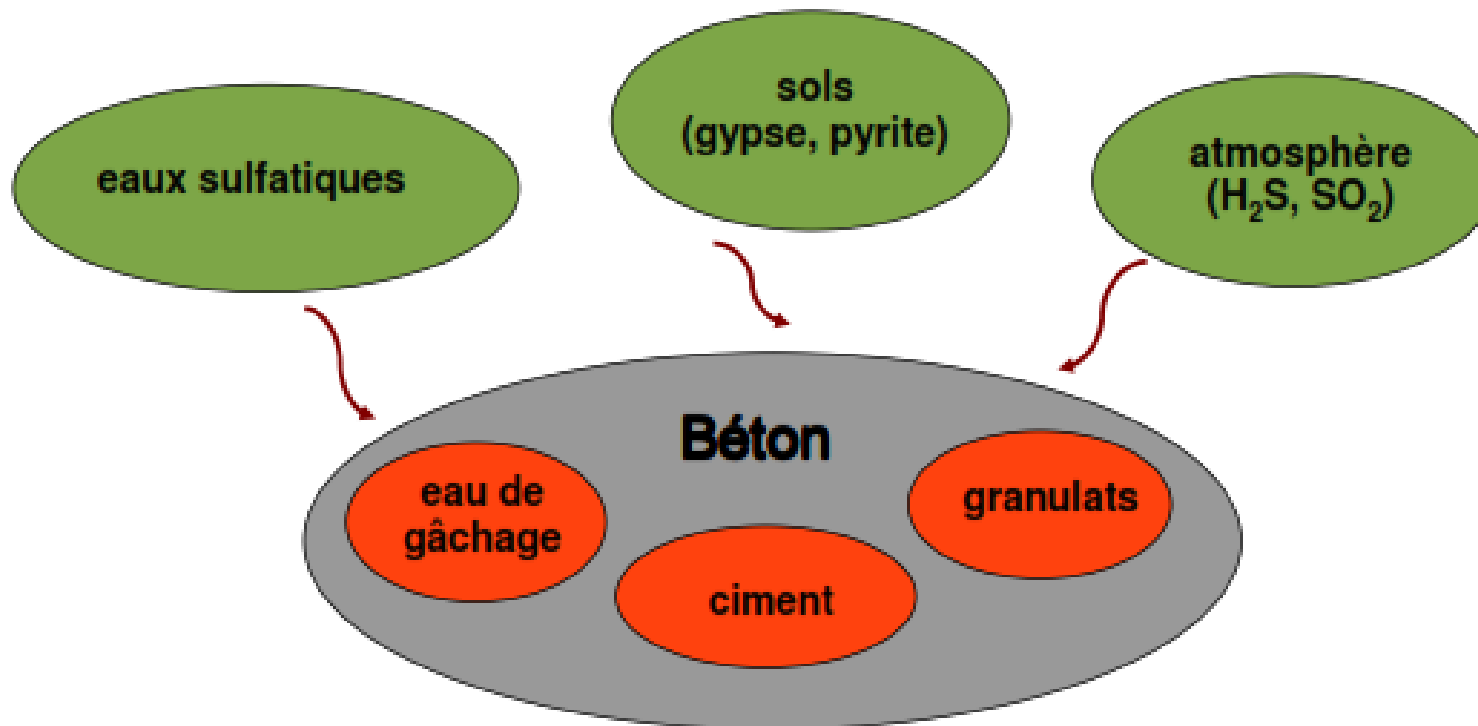 eaux sulfatiques
sols
(gypse, pyrite)
atmosphère
(H₂S, SO₂)
Béton
eau de
gâchage
ciment
granulats